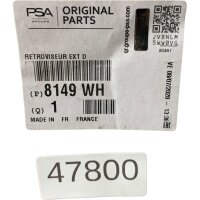 PSA
GROUPE
ORIGINAL
PARTS
RETROVISEUR EXT D
(P) 8149 WH
(Q) 1
MADE IN FR FRANCE
47800